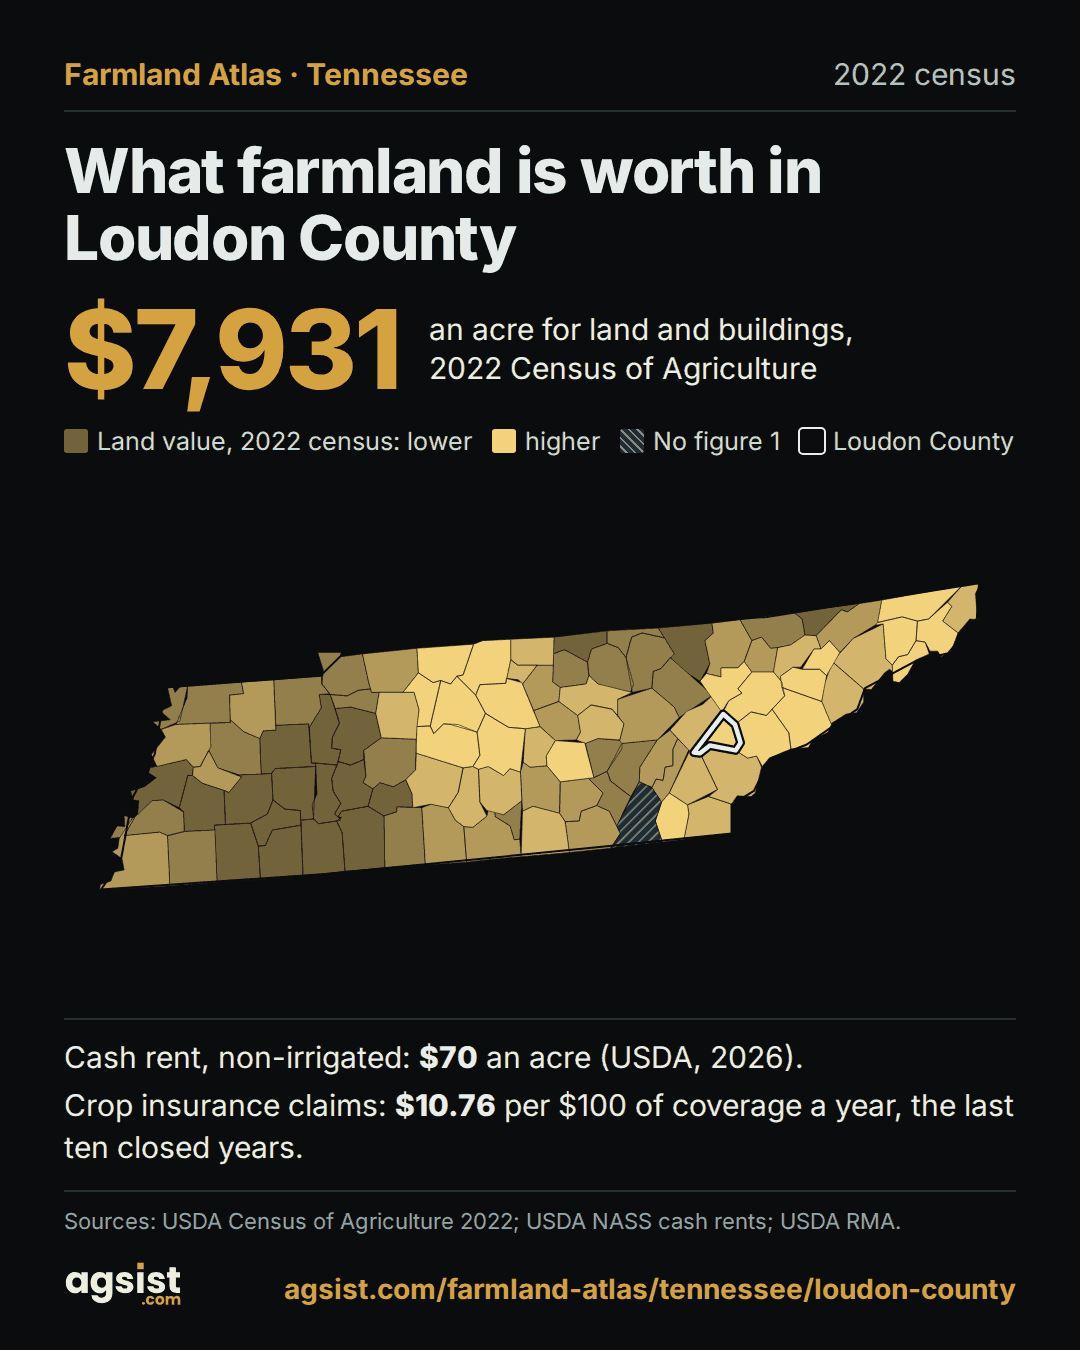 Farmland Atlas · Tennessee
2022 census
What farmland is worth in
Loudon County
$7,931
an acre for land and buildings,
2022 Census of Agriculture
Land value, 2022 census: lower
higher
No figure 1
Loudon County
Cash rent, non-irrigated: $70 an acre (USDA, 2026).
Crop insurance claims: $10.76 per $100 of coverage a year, the last
ten closed years.
Sources: USDA Census of Agriculture 2022; USDA NASS cash rents; USDA RMA.
agsist
.com
agsist.com/farmland-atlas/tennessee/loudon-county